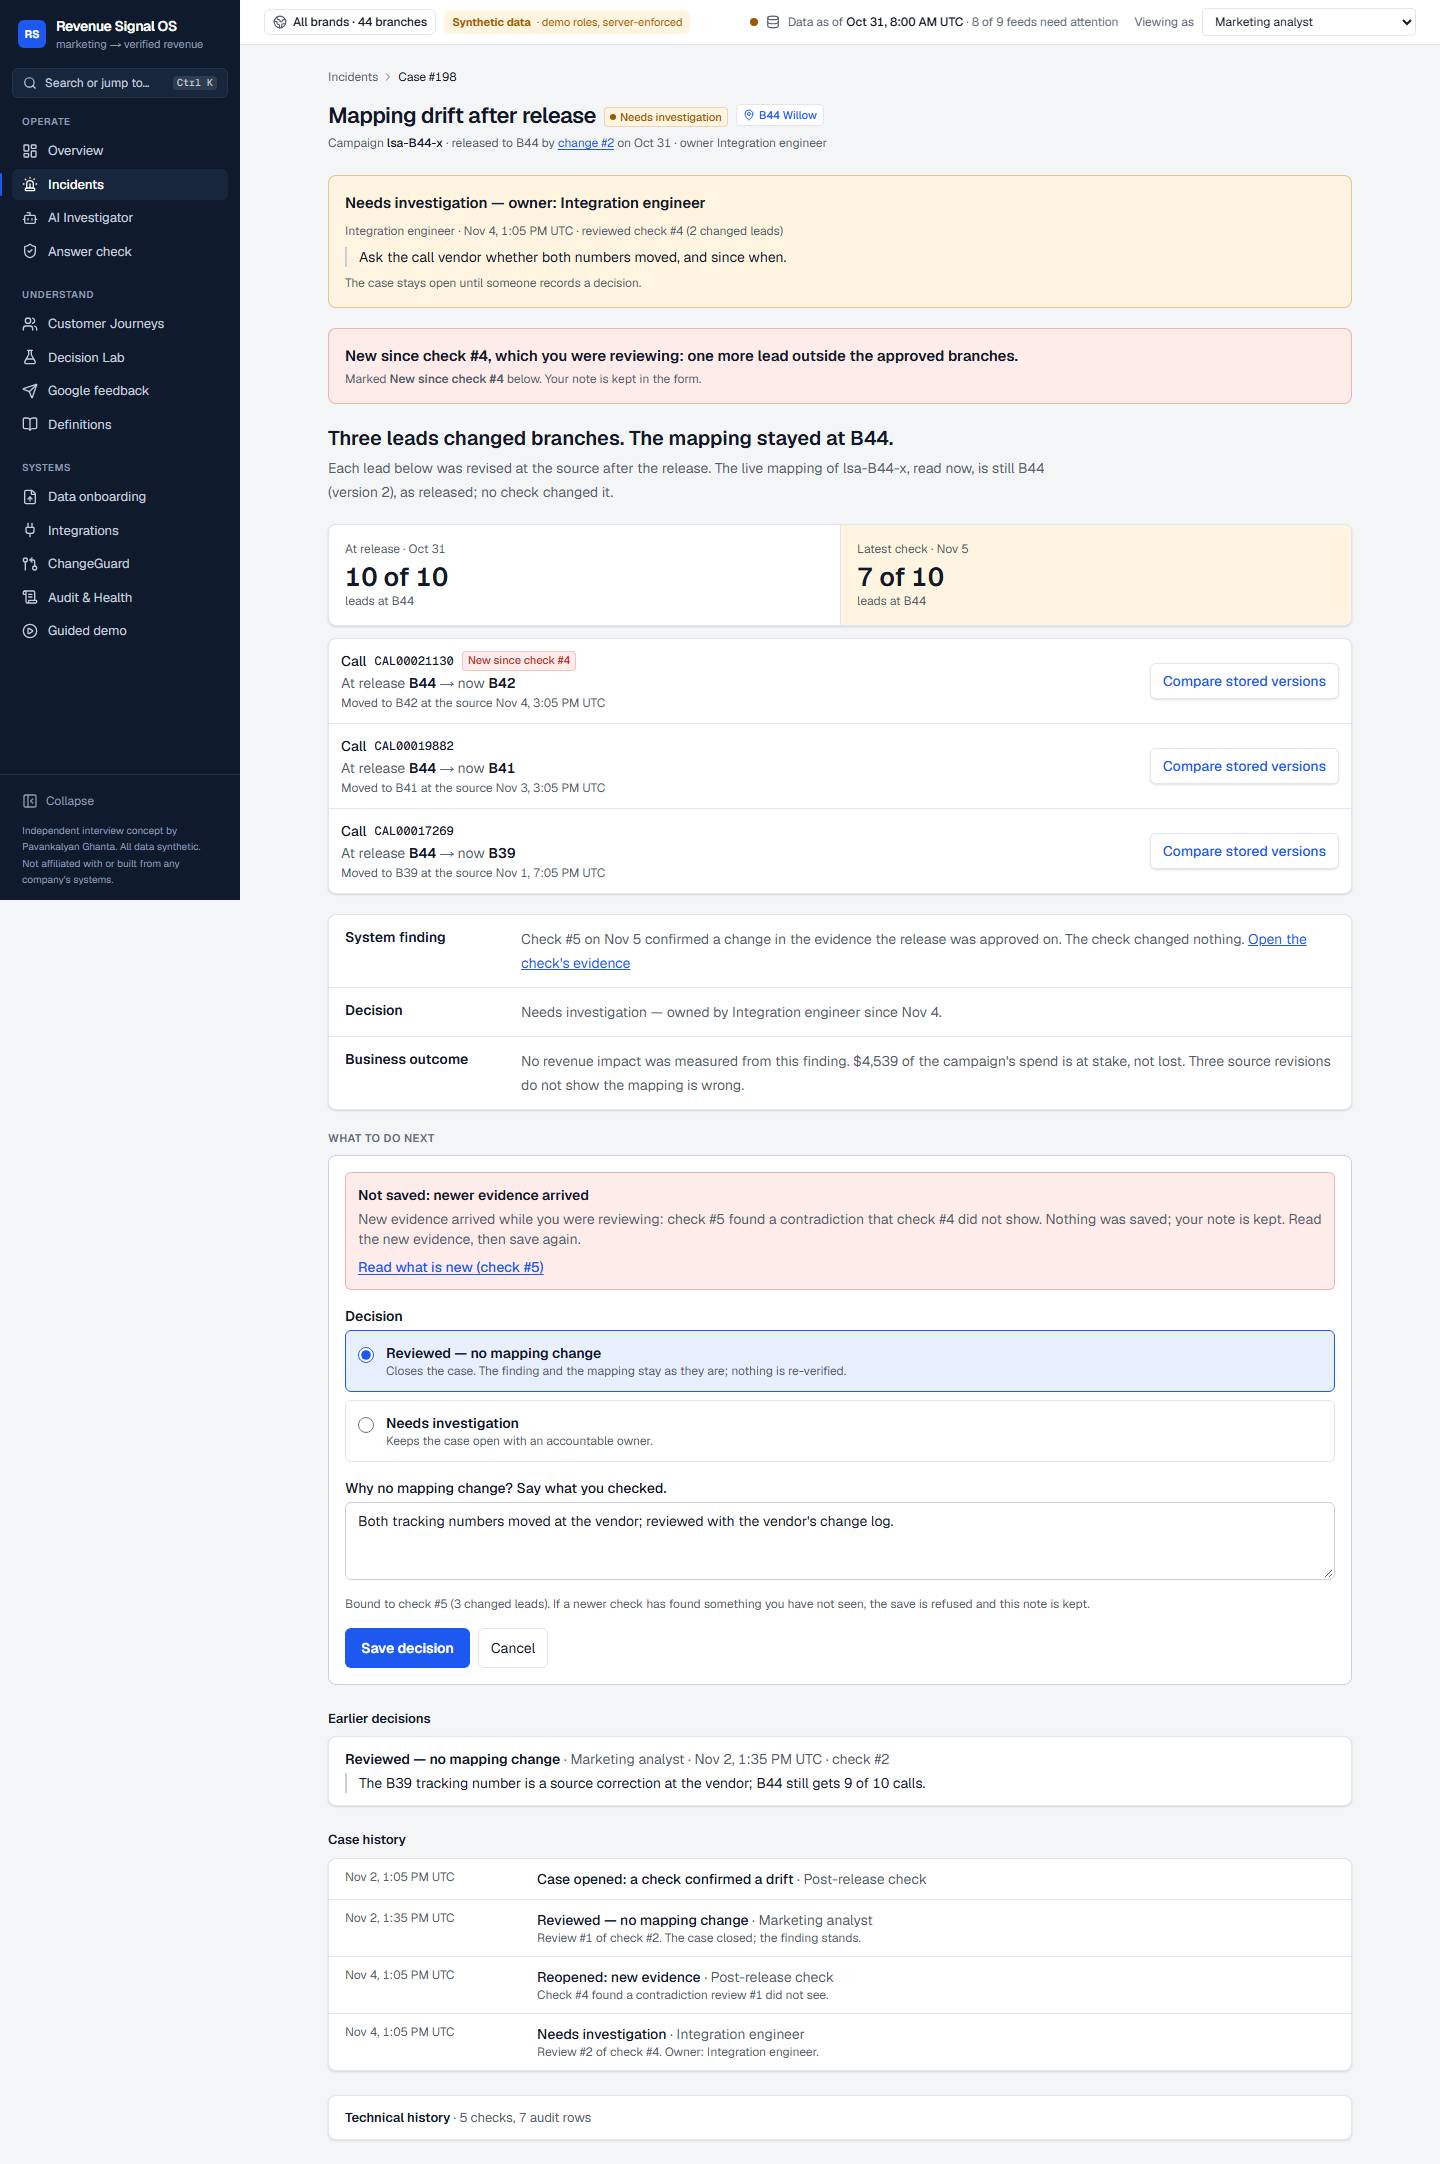 RS
Revenue Signal OS
marketing → verified revenue
Search or jump to... Ctrl K
OPERATE
Overview
Incidents
AI Investigator
Answer check
UNDERSTAND
Customer Journeys
Decision Lab
Google feedback
Definitions
SYSTEMS
Data onboarding
Integrations
ChangeGuard
Audit & Health
Guided demo
Collapse
Independent interview concept by
Pavankalyan Ghanta. All data synthetic.
Not affiliated with or built from any
company's systems.
All brands · 44 branches
Synthetic data · demo roles, server-enforced
Data as of Oct 31, 8:00 AM UTC · 8 of 9 feeds need attention
Viewing as Marketing analyst
Incidents > Case #198
Mapping drift after release Needs investigation B44 Willow
Campaign lsa-B44-x · released to B44 by change #2 on Oct 31 · owner Integration engineer
Needs investigation — owner: Integration engineer
Integration engineer · Nov 4, 1:05 PM UTC · reviewed check #4 (2 changed leads)
Ask the call vendor whether both numbers moved, and since when.
The case stays open until someone records a decision.
New since check #4, which you were reviewing: one more lead outside the approved branches.
Marked New since check #4 below. Your note is kept in the form.
Three leads changed branches. The mapping stayed at B44.
Each lead below was revised at the source after the release. The live mapping of lsa-B44-x, read now, is still B44
(version 2), as released; no check changed it.
At release · Oct 31
10 of 10
leads at B44
Latest check · Nov 5
7 of 10
leads at B44
Call CAL00021130 New since check #4
At release B44 → now B42
Moved to B42 at the source Nov 4, 3:05 PM UTC
Compare stored versions
Call CAL00019882
At release B44 → now B41
Moved to B41 at the source Nov 3, 3:05 PM UTC
Compare stored versions
Call CAL00017269
At release B44 → now B39
Moved to B39 at the source Nov 1, 7:05 PM UTC
Compare stored versions
System finding
Check #5 on Nov 5 confirmed a change in the evidence the release was approved on. The check changed nothing. Open the
check's evidence
Decision
Needs investigation — owned by Integration engineer since Nov 4.
Business outcome
No revenue impact was measured from this finding. $4,539 of the campaign's spend is at stake, not lost. Three source revisions
do not show the mapping is wrong.
WHAT TO DO NEXT
Not saved: newer evidence arrived
New evidence arrived while you were reviewing: check #5 found a contradiction that check #4 did not show. Nothing was saved; your note is kept. Read
the new evidence, then save again.
Read what is new (check #5)
Decision
Reviewed — no mapping change
Closes the case. The finding and the mapping stay as they are; nothing is re-verified.
Needs investigation
Keeps the case open with an accountable owner.
Why no mapping change? Say what you checked.
Both tracking numbers moved at the vendor; reviewed with the vendor's change log.
Bound to check #5 (3 changed leads). If a newer check has found something you have not seen, the save is refused and this note is kept.
Save decision
Cancel
Earlier decisions
Reviewed — no mapping change · Marketing analyst · Nov 2, 1:35 PM UTC · check #2
The B39 tracking number is a source correction at the vendor; B44 still gets 9 of 10 calls.
Case history
Nov 2, 1:05 PM UTC
Case opened: a check confirmed a drift · Post-release check
Nov 2, 1:35 PM UTC
Reviewed — no mapping change · Marketing analyst
Review #1 of check #2. The case closed; the finding stands.
Nov 4, 1:05 PM UTC
Reopened: new evidence · Post-release check
Check #4 found a contradiction review #1 did not see.
Nov 4, 1:05 PM UTC
Needs investigation · Integration engineer
Review #2 of check #4. Owner: Integration engineer.
Technical history · 5 checks, 7 audit rows